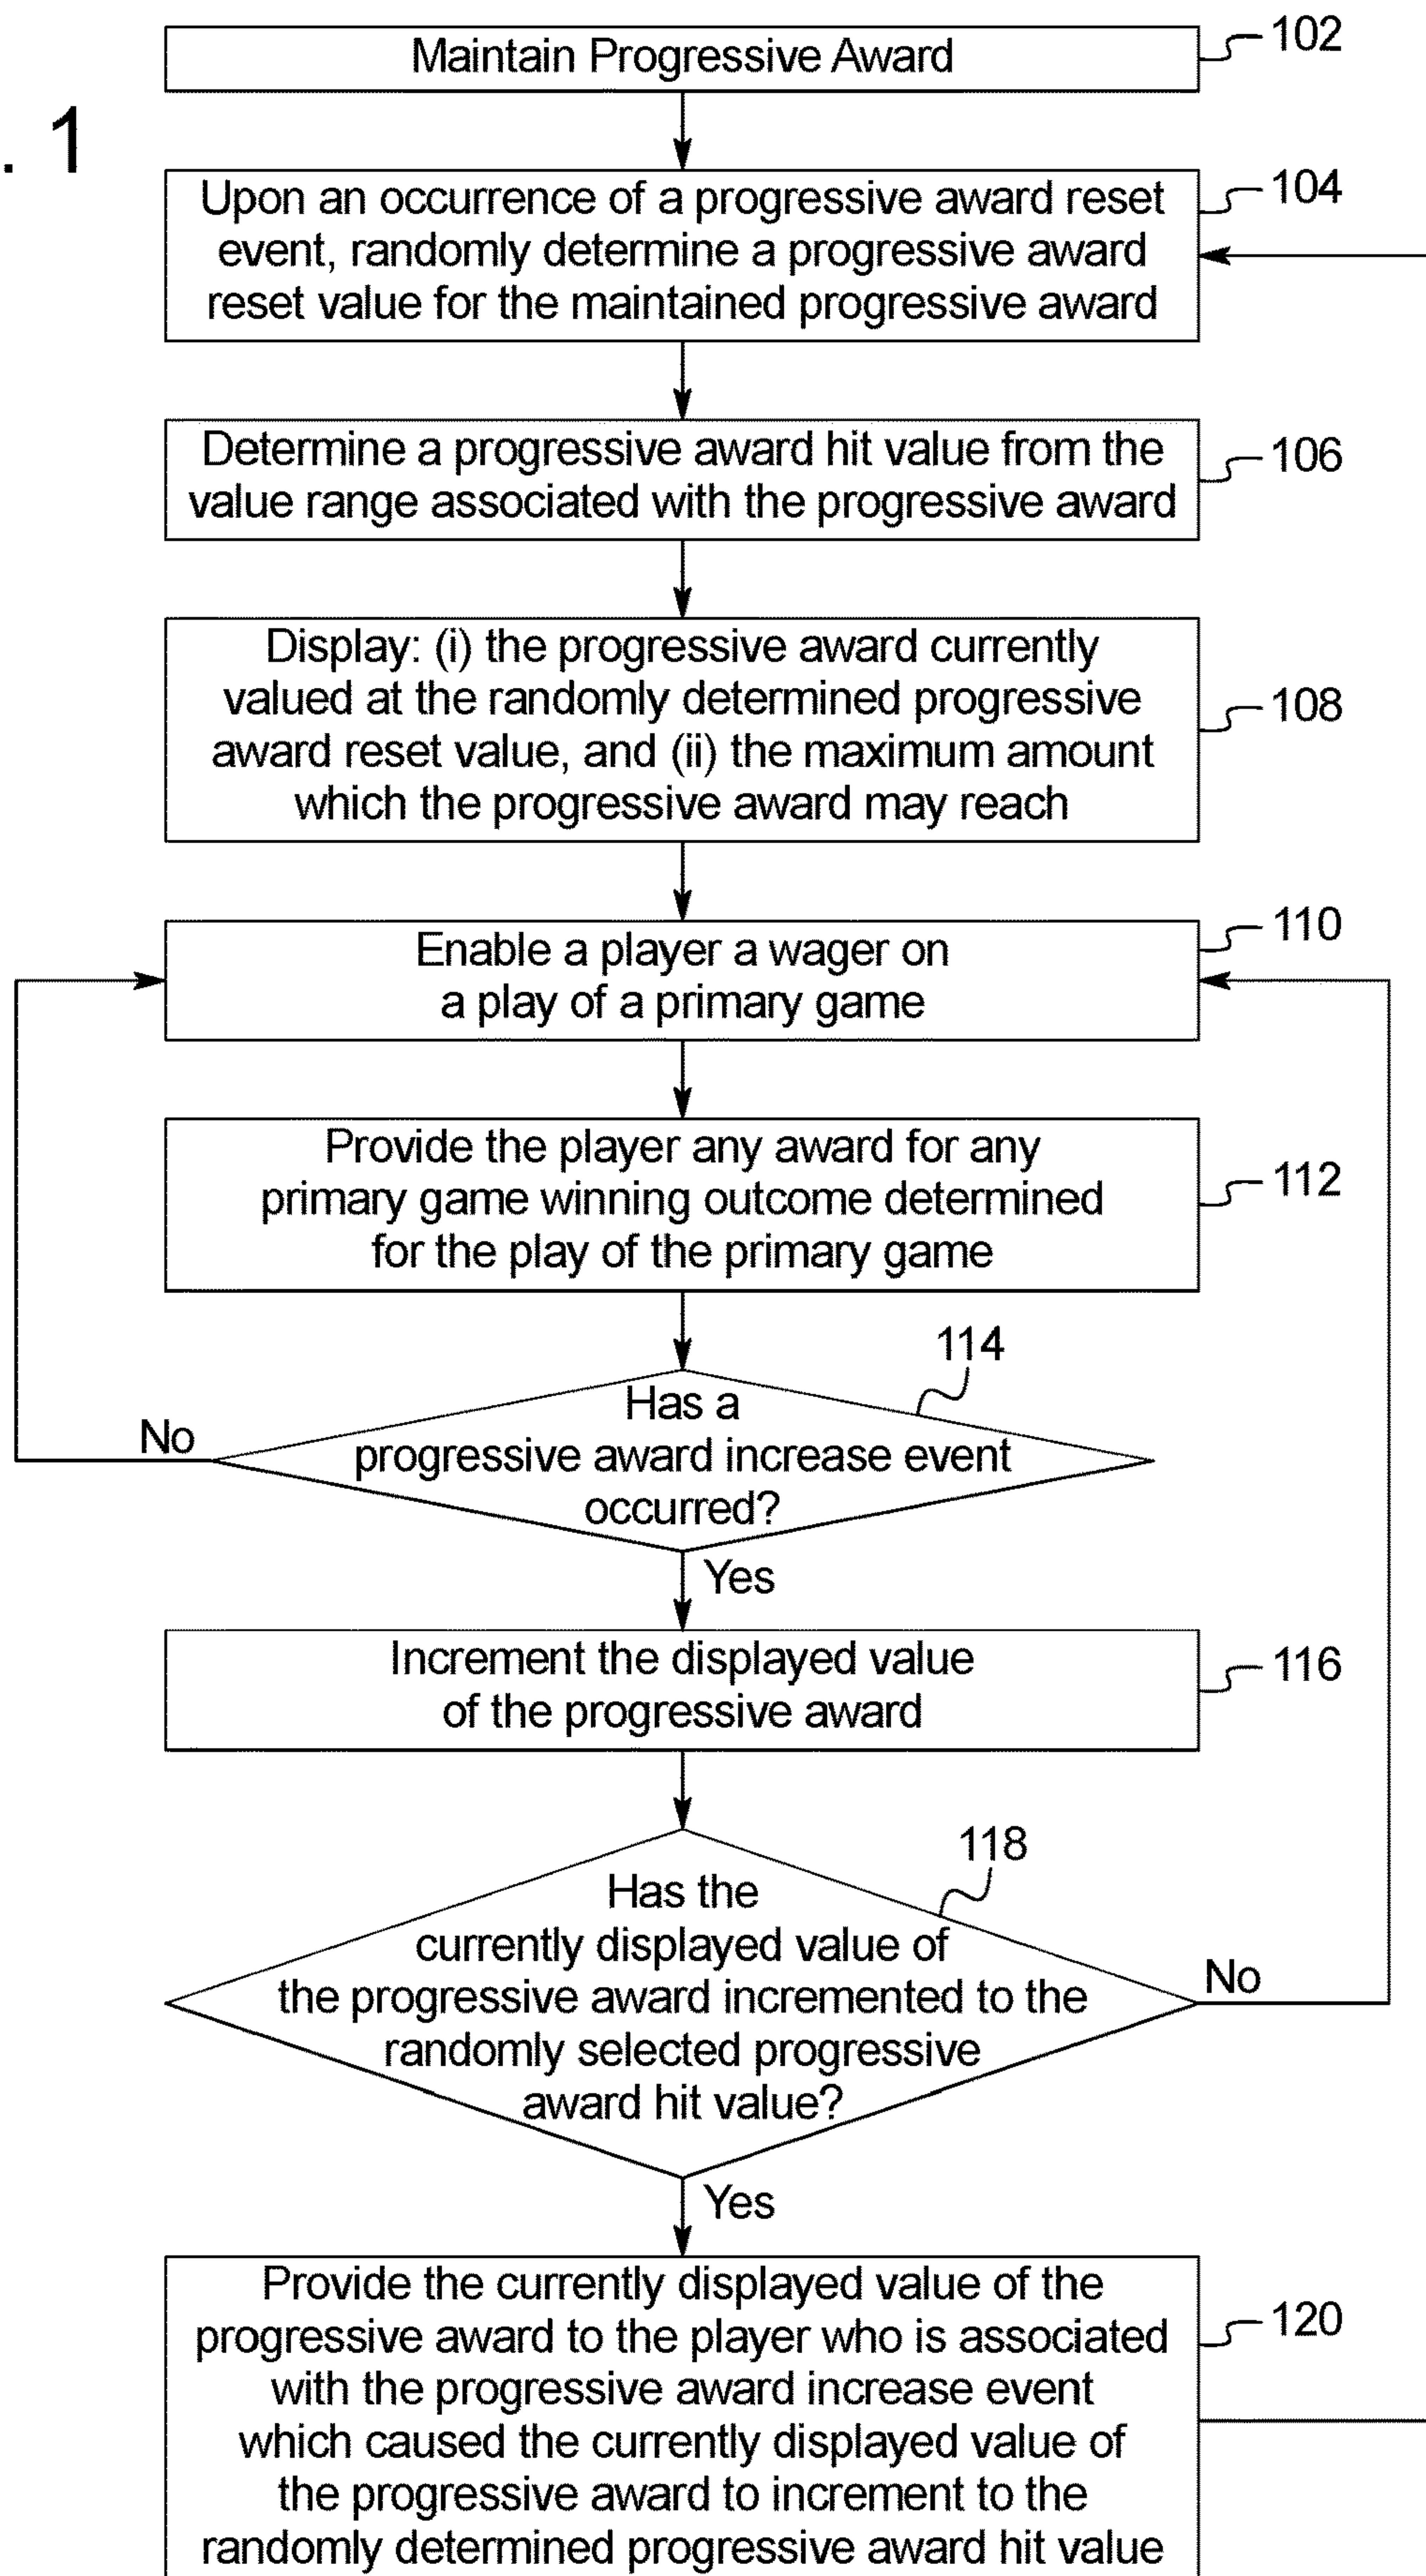 Maintain Progressive Award
102
. 1
Upon an occurrence of a progressive award reset
event, randomly determine a progressive award
reset value for the maintained progressive award
104
Determine a progressive award hit value from the
value range associated with the progressive award
106
Display: (i) the progressive award currently
valued at the randomly determined progressive
award reset value, and (ii) the maximum amount
which the progressive award may reach
108
Enable a player a wager on
a play of a primary game
110
Provide the player any award for any
primary game winning outcome determined
for the play of the primary game
112
114
Has a
progressive award increase event
occurred?
No
Yes
Increment the displayed value
of the progressive award
116
118
Has the
currently displayed value of
the progressive award incremented to the
randomly selected progressive
award hit value?
No
Yes
Provide the currently displayed value of the
progressive award to the player who is associated
with the progressive award increase event
which caused the currently displayed value of
the progressive award to increment to the
randomly determined progressive award hit value
120